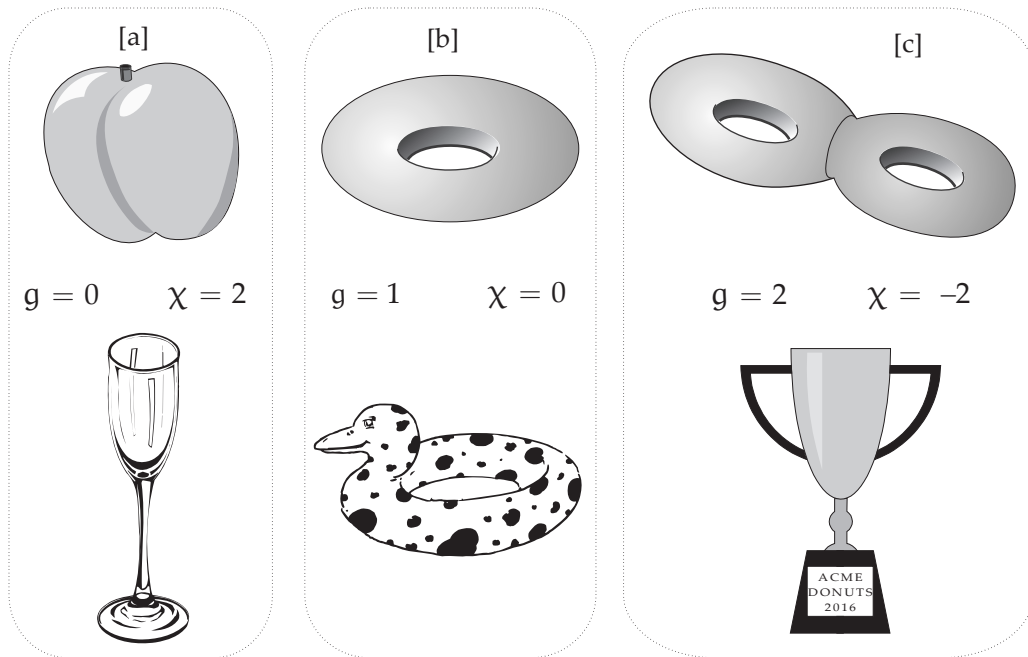 [a]
[b]
[c]
g = 0 χ = 2
g = 1 χ = 0
g = 2 χ = –2
ACME
DONUTS
2016